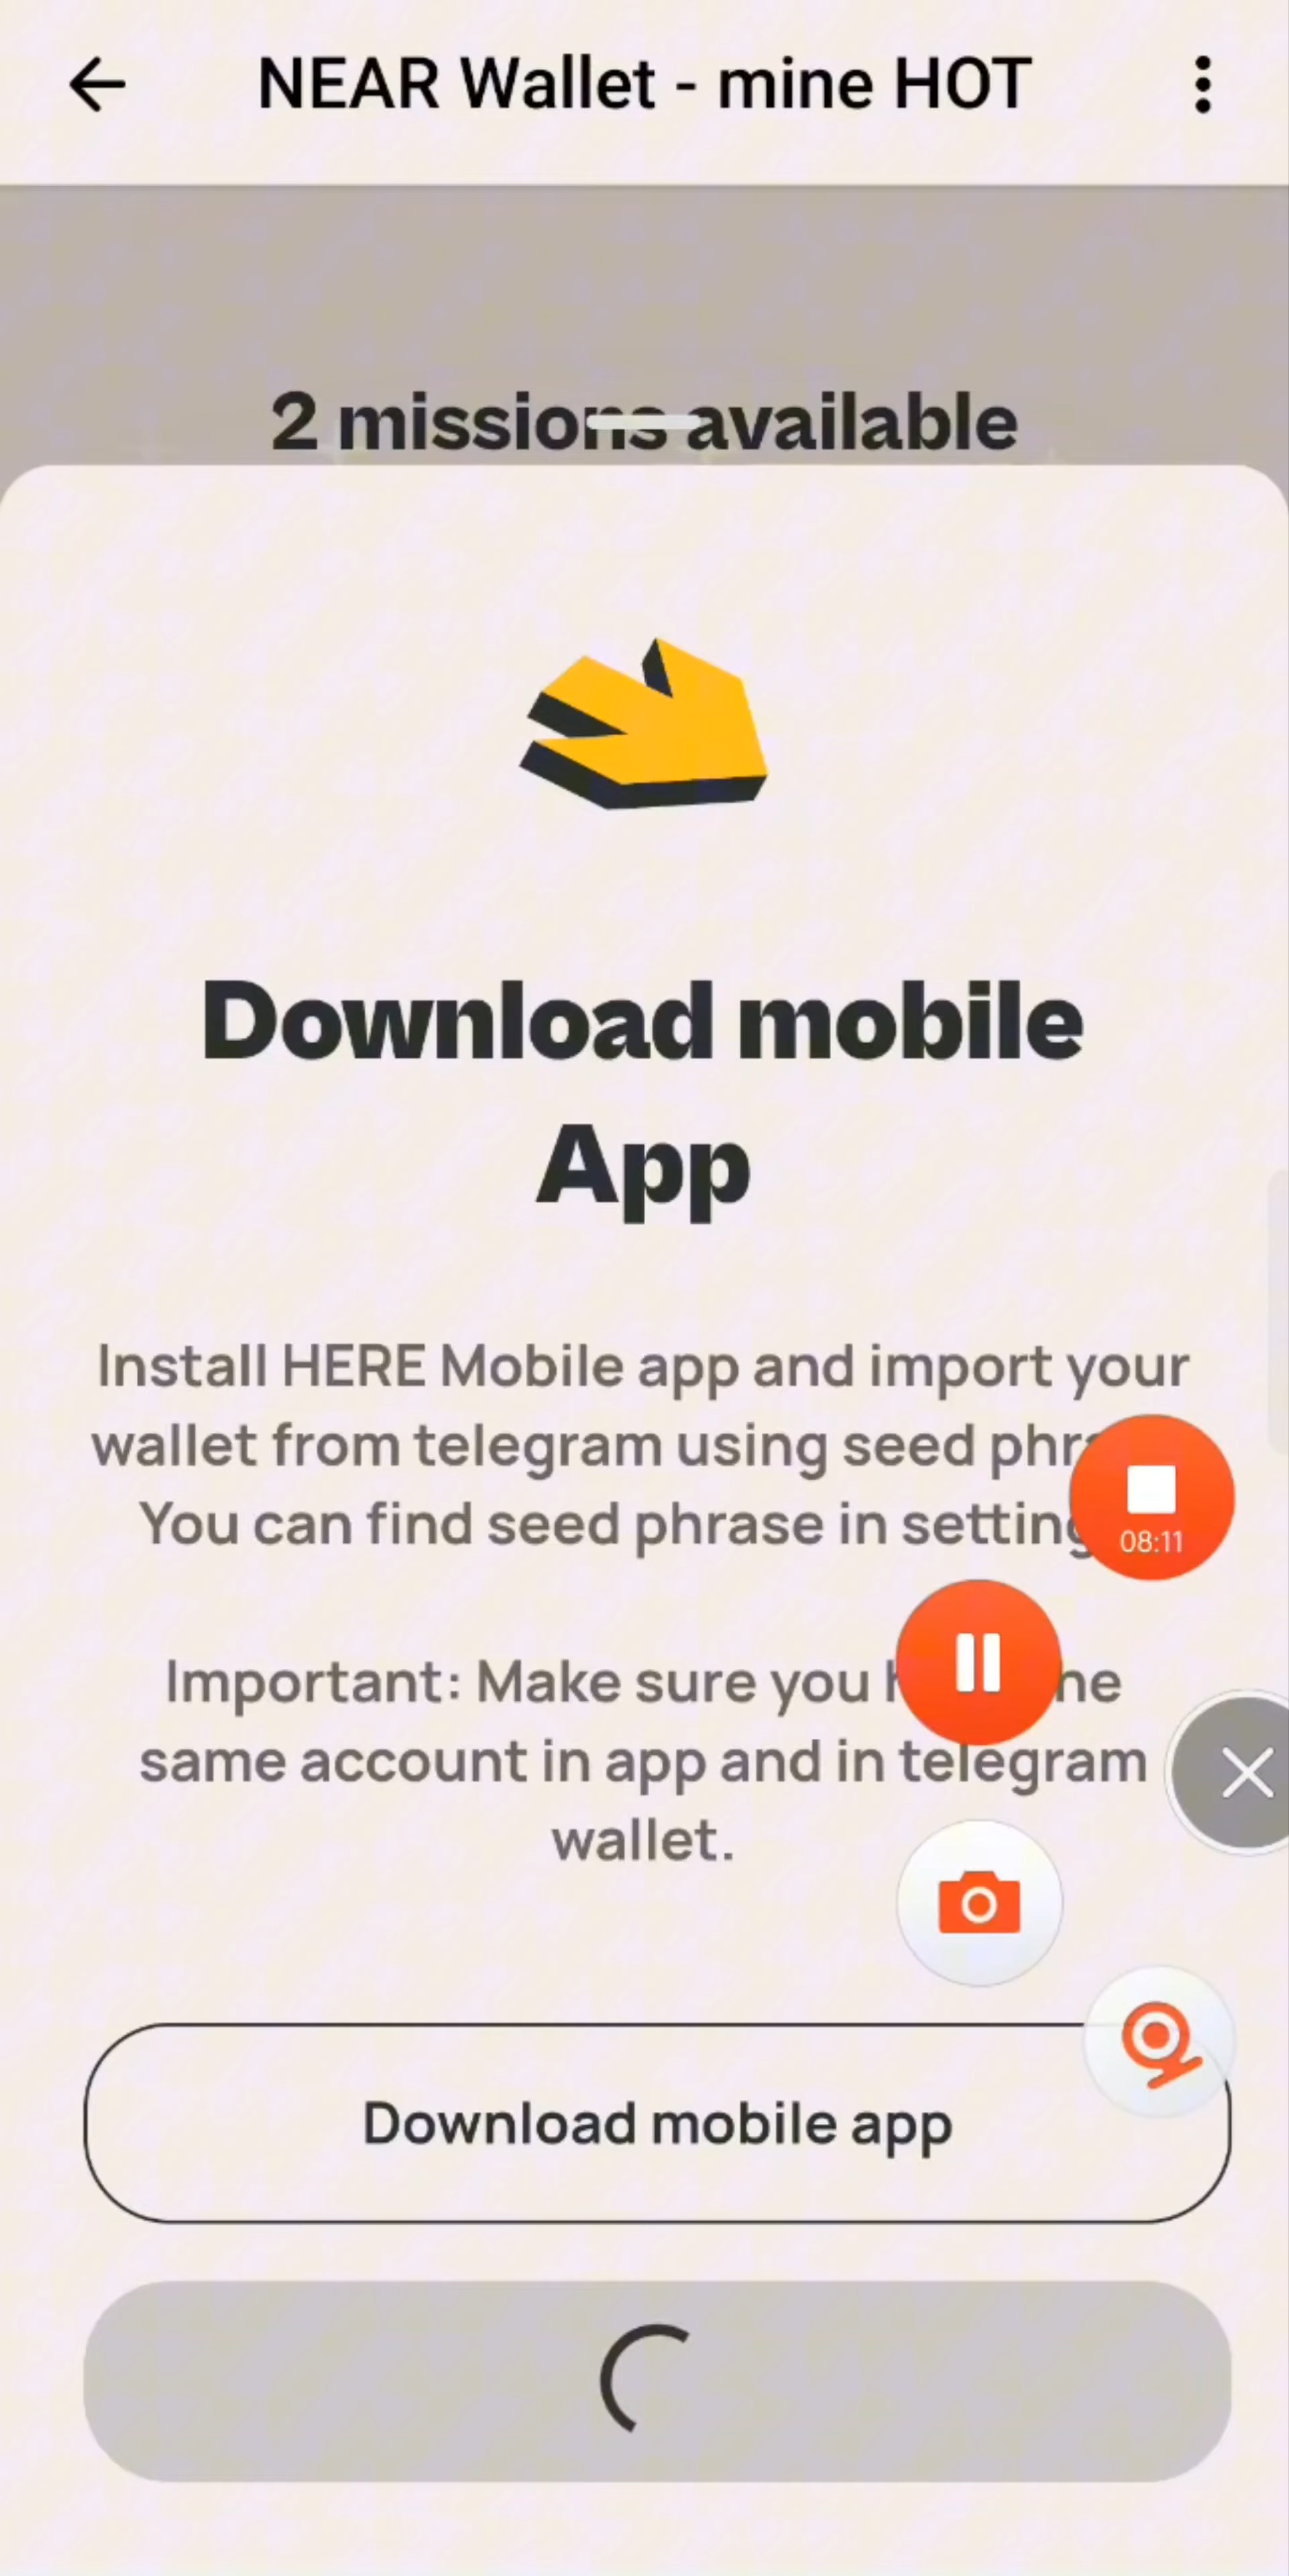 NEAR Wallet - mine HOT
2 missions available
Download mobile
App
Install HERE Mobile app and import your
wallet from telegram using seed
You can find seed phrase in
08:11
Important: Make sure you
same account in app and in telegram
wallet.
Download mobile app